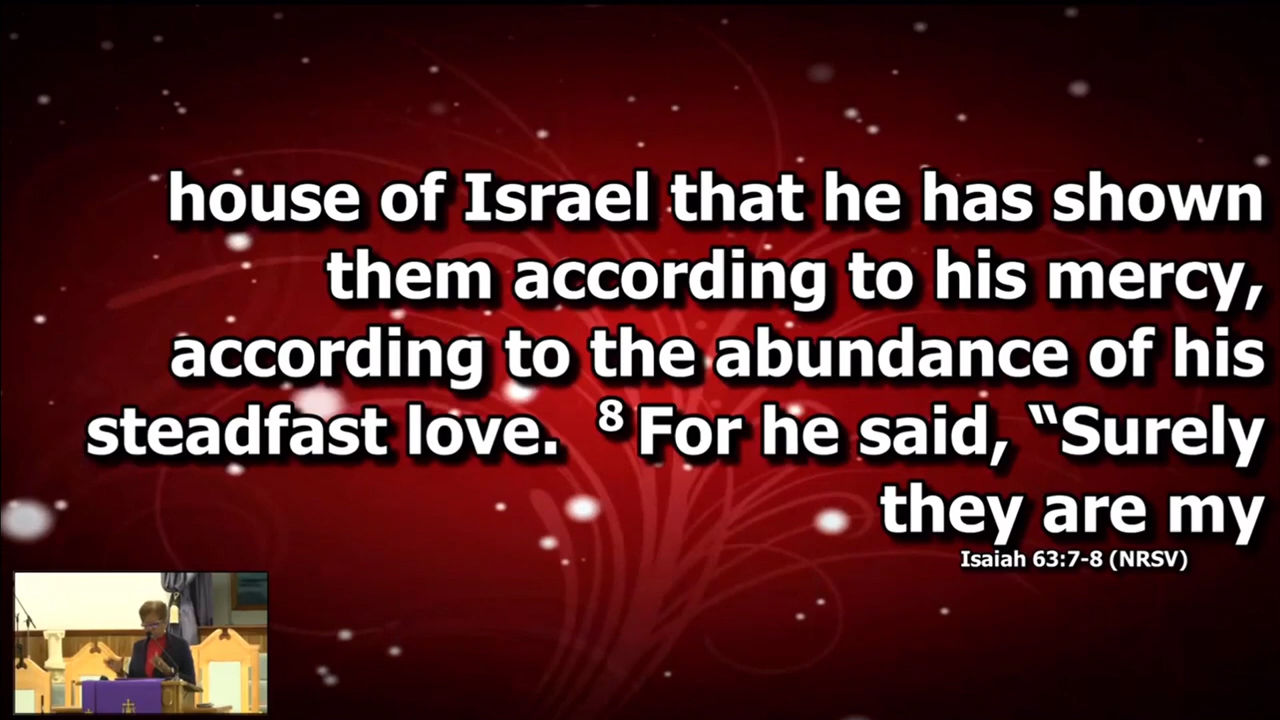 house of Israel that he has shown
them according to his mercy,
according to the abundance of his
steadfast love. ⁸ For he said, “Surely
they are my
Isaiah 63:7-8 (NRSV)